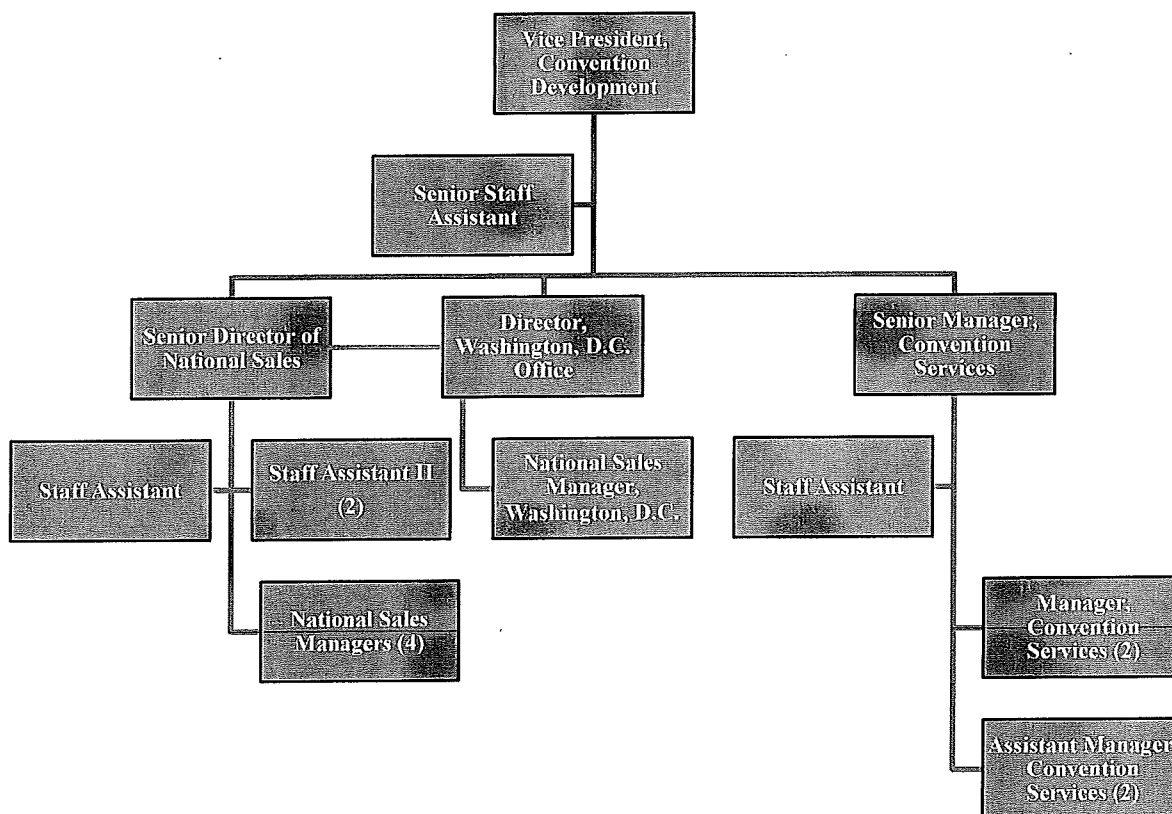 Vice President,
Convention
Development
Senior Staff
Assistant
Senior Director of
National Sales
Director,
Washington, D.C.
Office
Senior Manager,
Convention
Services
Staff Assistant
Staff Assistant II
(2)
National Sales
Manager,
Washington, D.C.
Staff Assistant
National Sales
Managers (4)
Manager,
Convention
Services (2)
Assistant Manager
Convention
Services (2)